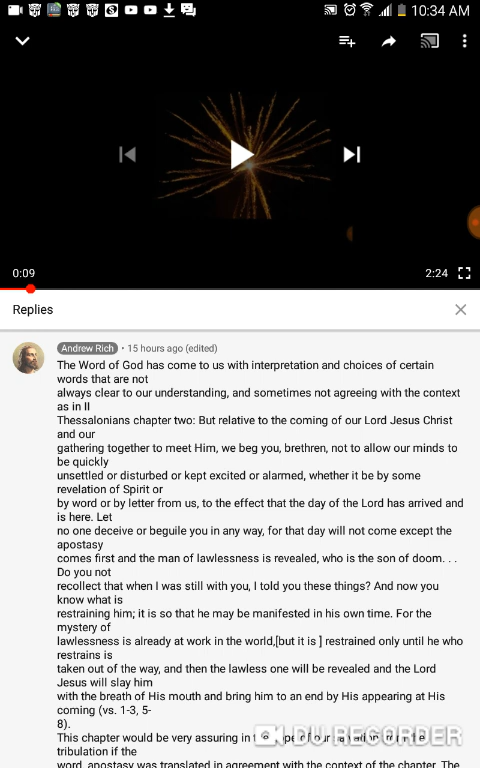 10:34 AM
0:09
2:24
Replies
Andrew Rich • 15 hours ago (edited)
The Word of God has come to us with interpretation and choices of certain
words that are not
always clear to our understanding, and sometimes not agreeing with the context
as in II
Thessalonians chapter two: But relative to the coming of our Lord Jesus Christ
and our
gathering together to meet Him, we beg you, brethren, not to allow our minds to
be quickly
unsettled or disturbed or kept excited or alarmed, whether it be by some
revelation of Spirit or
by word or by letter from us, to the effect that the day of the Lord has arrived and
is here. Let
no one deceive or beguile you in any way, for that day will not come except the
apostasy
comes first and the man of lawlessness is revealed, who is the son of doom. . .
Do you not
recollect that when I was still with you, I told you these things? And now you
know what is
restraining him; it is so that he may be manifested in his own time. For the
mystery of
lawlessness is already at work in the world,[but it is ] restrained only until he who
restrains is
taken out of the way, and then the lawless one will be revealed and the Lord
Jesus will slay him
with the breath of His mouth and bring him to an end by His appearing at His
coming (vs. 1-3, 5-
8).
This chapter would be very assuring in the hope of our
tribulation if the
word, apostasy was translated in agreement with the context of the chapter. The
DU RECORDER